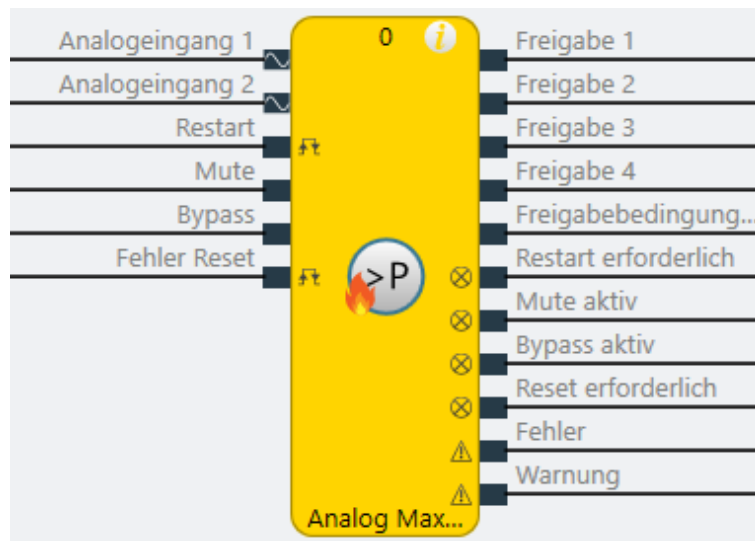 Analogeingang 1
Analogeingang 2
Restart
Mute
Bypass
Fehler Reset
0
i
>P
Analog Max...
Freigabe 1
Freigabe 2
Freigabe 3
Freigabe 4
Freigabebedingung...
Restart erforderlich
Mute aktiv
Bypass aktiv
Reset erforderlich
Fehler
Warnung